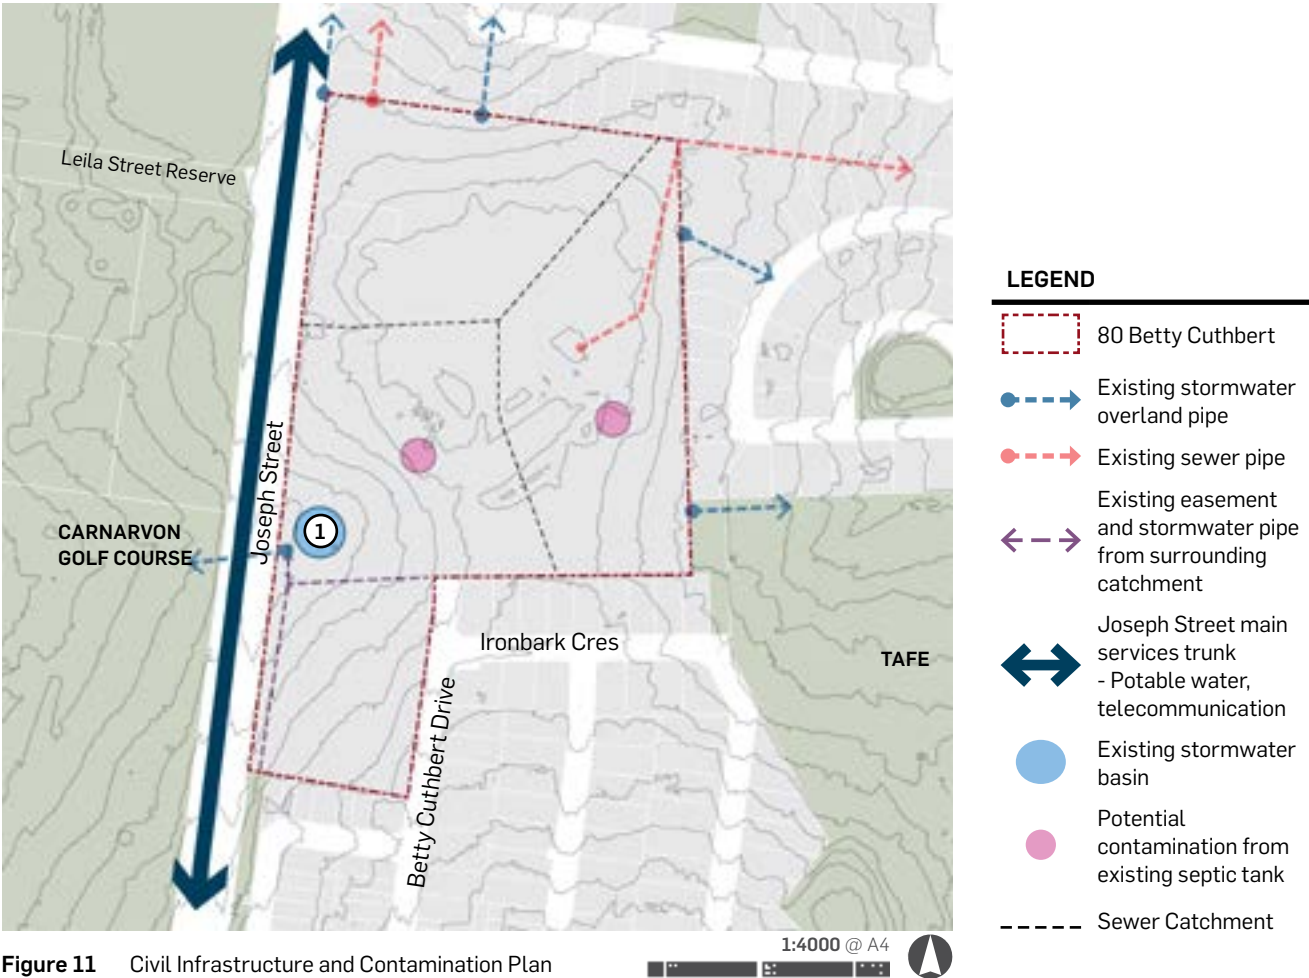 Leila Street Reserve
Joseph Street
CARNARVON
GOLF COURSE
1
Ironbark Cres
TAFE
Betty Cuthbert Drive
LEGEND
80 Betty Cuthbert
Existing stormwater
overland pipe
Existing sewer pipe
Existing easement
and stormwater pipe
from surrounding
catchment
Joseph Street main
services trunk
- Potable water,
telecommunication
Existing stormwater
basin
Potential
contamination from
existing septic tank
Sewer Catchment
1:4000 @ A4
Figure 11 Civil Infrastructure and Contamination Plan